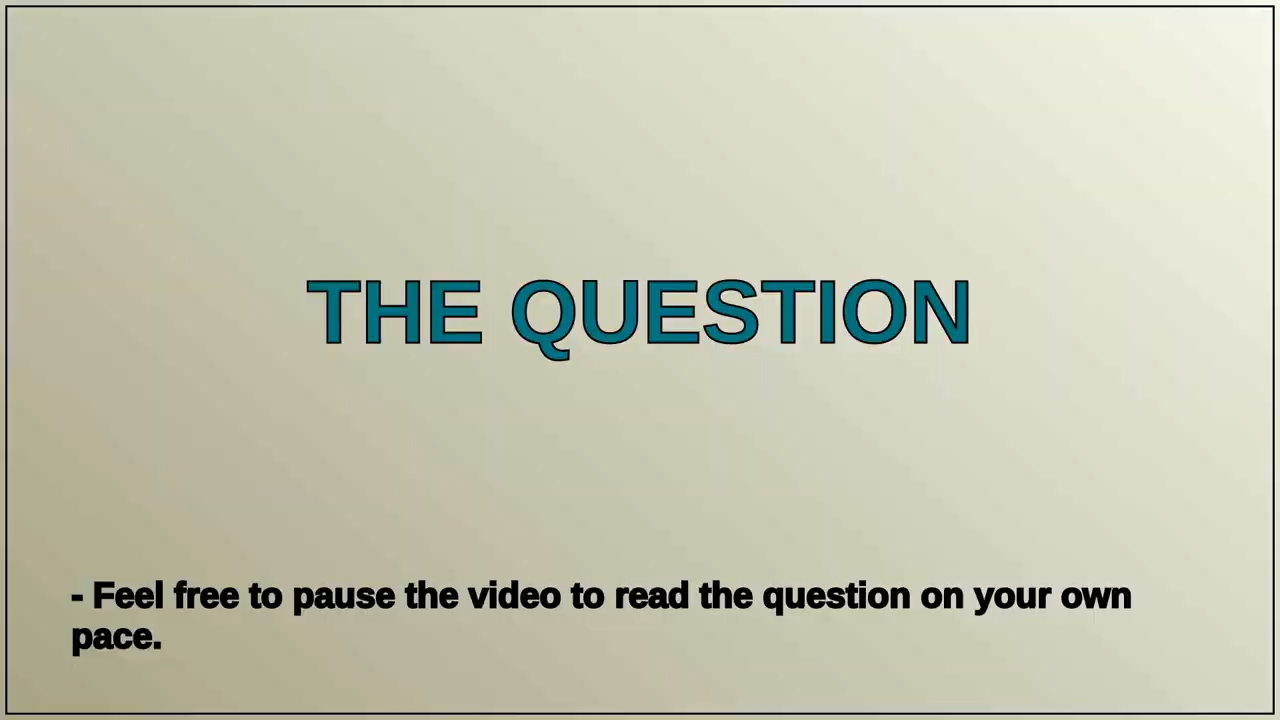 THE QUESTION
- Feel free to pause the video to read the question on your own
pace.